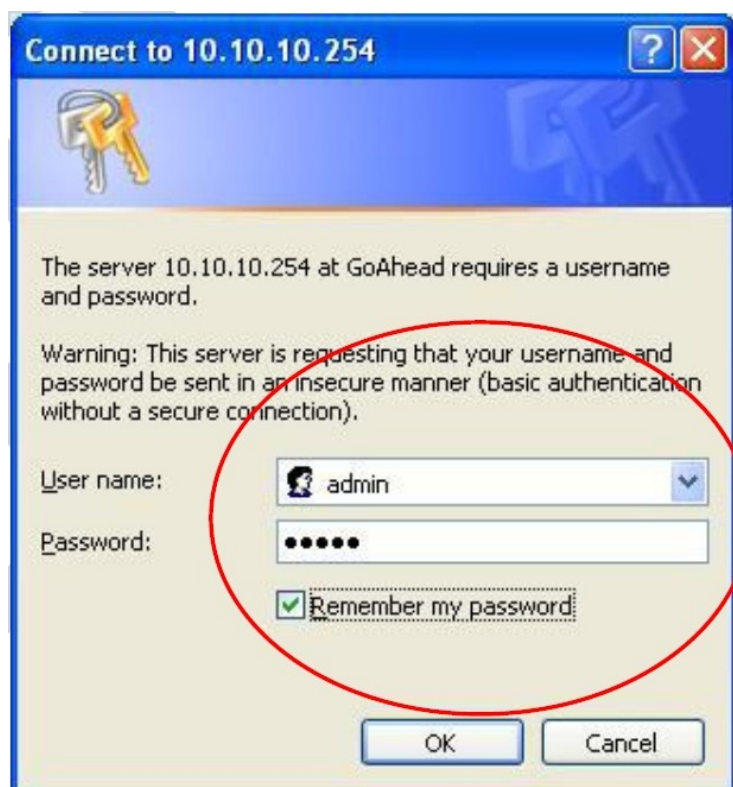 Connect to 10.10.10.254
The server 10.10.10.254 at GoAhead requires a username
and password.
Warning: This server is requesting that your username and
password be sent in an insecure manner (basic authentication
without a secure connection).
User name:
admin
Password:
●●●●●
Remember my password
OK
Cancel